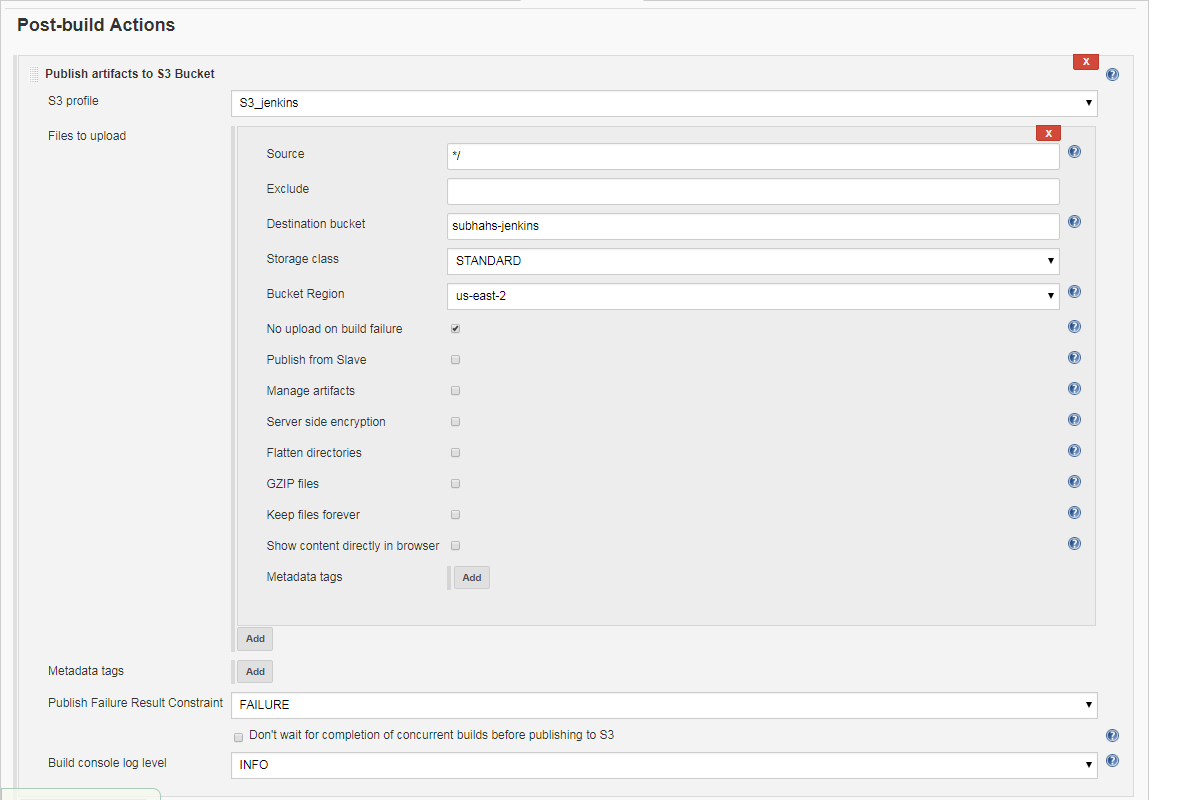 Post-build Actions
X
Publish artifacts to S3 Bucket
S3 profile
S3_jenkins
Files to upload
X
Source
*/
Exclude
Destination bucket
subhahs-jenkins
Storage class
STANDARD
Bucket Region
us-east-2
No upload on build failure
Publish from Slave
Manage artifacts
Server side encryption
Flatten directories
GZIP files
Keep files forever
Show content directly in browser
Metadata tags
Add
Add
Metadata tags
Add
Publish Failure Result Constraint
FAILURE
Don't wait for completion of concurrent builds before publishing to S3
Build console log level
INFO